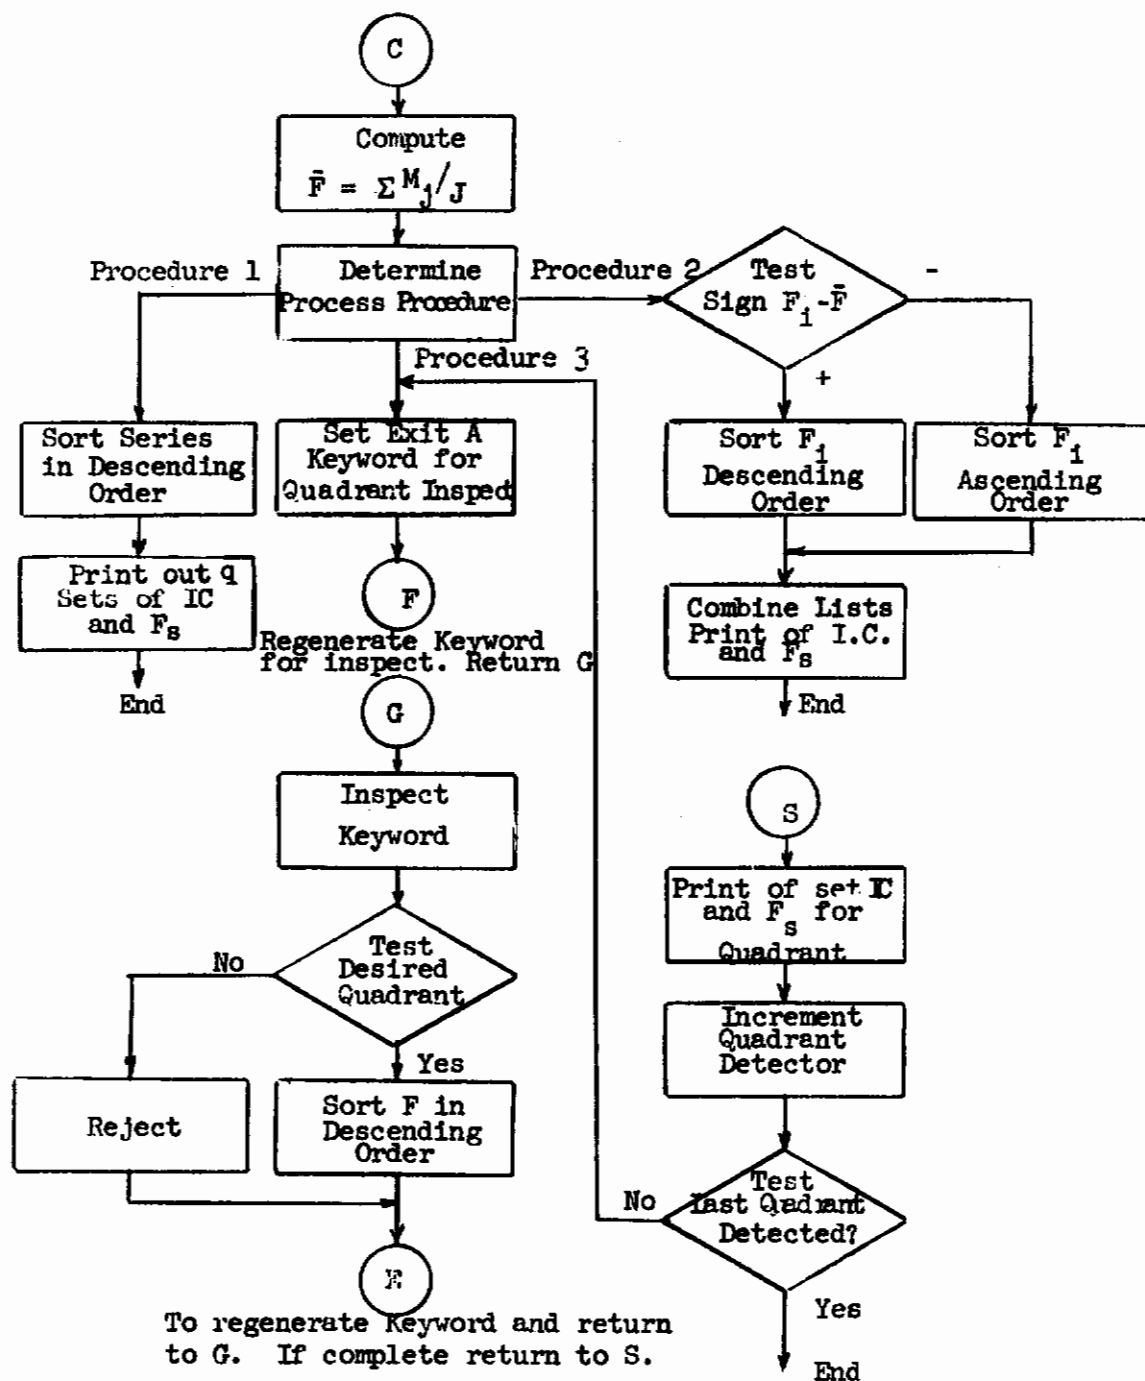 C
Compute
F̄ = Σ Mj/J
Procedure 1
Determine
Process Procedure
Procedure 2
Test
Sign Fi-F̄
-
+
Procedure 3
Sort Series
in Descending
Order
Set Exit A
Keyword for
Quadrant Inspect
Sort Fi
Descending
Order
Sort Fi
Ascending
Order
Print out q
Sets of IC
and Fs
End
F
Regenerate Keyword
for inspect. Return G
Combine Lists
Print of I.C.
and Fs
End
G
Inspect
Keyword
Test
Desired
Quadrant
No
Yes
Reject
Sort F in
Descending
Order
E
To regenerate Keyword and return
to G. If complete return to S.
S
Print of set IC
and Fs for
Quadrant
Increment
Quadrant
Detector
Test
Last Quadrant
Detected?
No
Yes
End